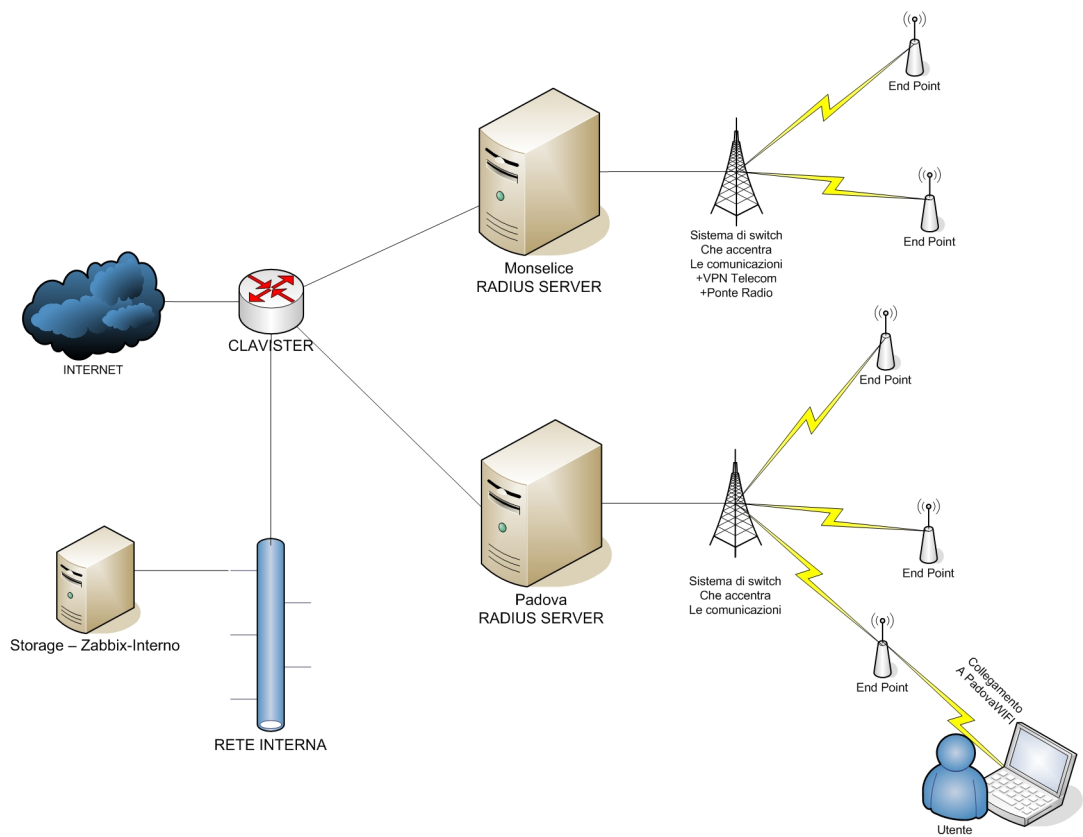 End Point
End Point
Monselice
RADIUS SERVER
Sistema di switch
Che accentra
Le comunicazioni
+VPN Telecom
+Ponte Radio
INTERNET
CLAVISTER
End Point
End Point
Padova
RADIUS SERVER
Sistema di switch
Che accentra
Le comunicazioni
Storage – Zabbix-Interno
RETE INTERNA
End Point
Collegamento
A PadovaWIFI
Utente